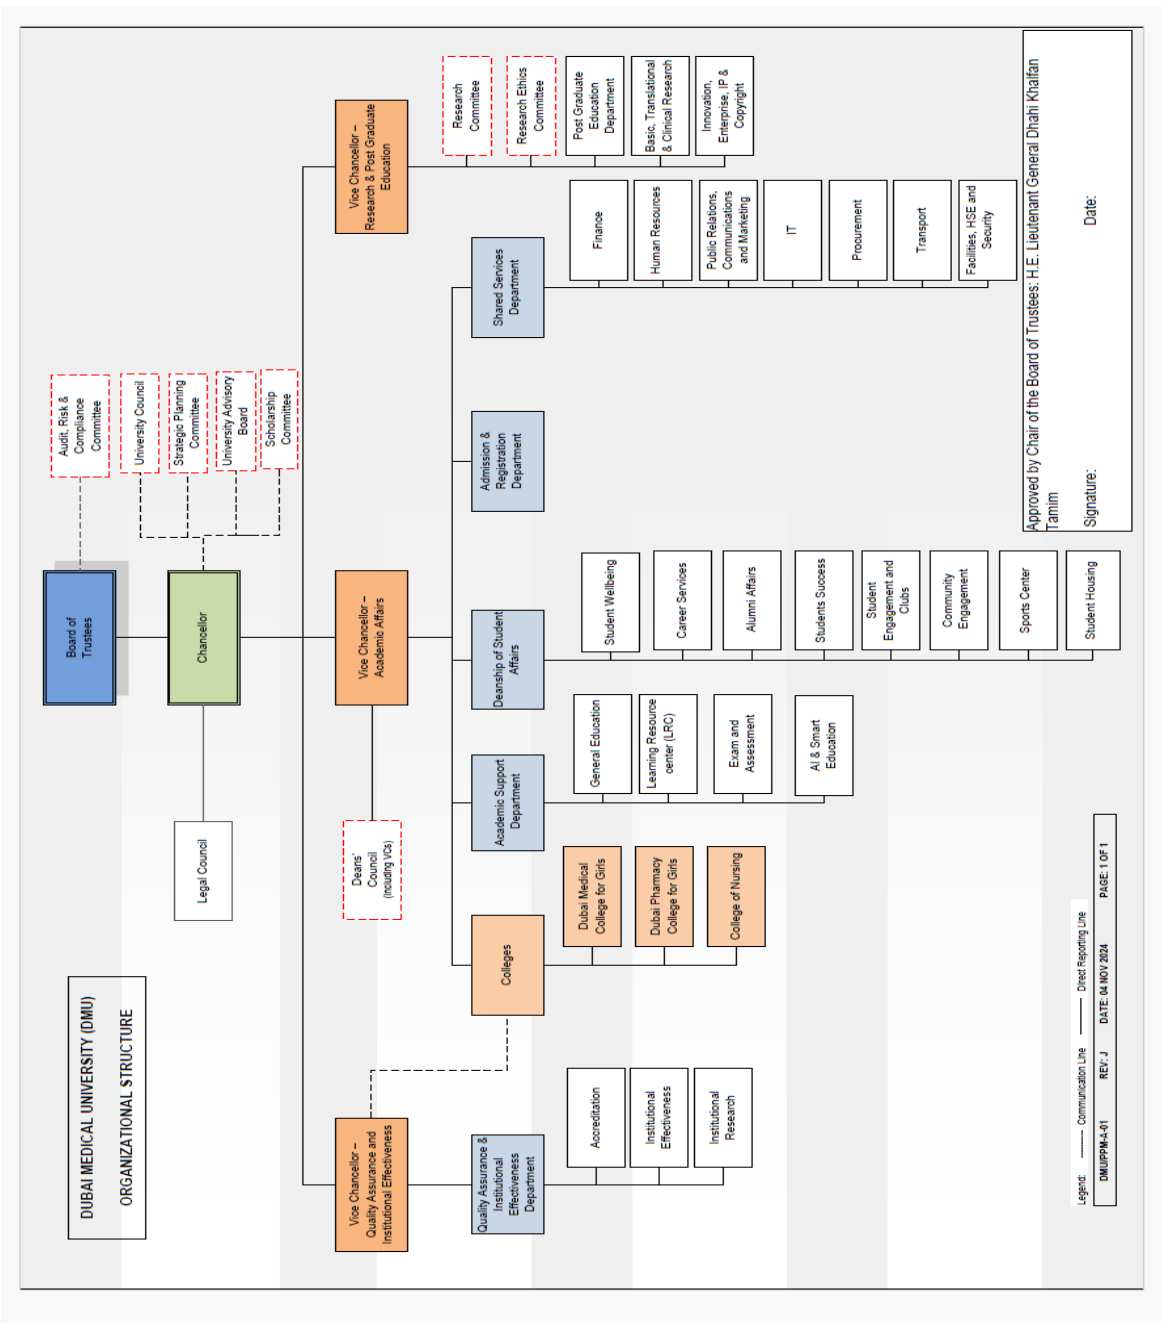 DUBAI MEDICAL UNIVERSITY (DMU)
ORGANIZATIONAL STRUCTURE
Board of
Trustees
Audit, Risk &
Compliance
Committee
Legal Council
Chancellor
University Council
Strategic Planning
Committee
University Advisory
Board
Scholarship
Committee
Vice Chancellor –
Quality Assurance and
Institutional Effectiveness
Deans'
Council
(Including VCs)
Vice Chancellor –
Academic Affairs
Vice Chancellor –
Research & Post Graduate
Education
Quality Assurance &
Institutional
Effectiveness
Department
Colleges
Academic Support
Department
Deanship of Student
Affairs
Admission &
Registration
Department
Shared Services
Department
Accreditation
Institutional
Effectiveness
Institutional
Research
Dubai Medical
College for Girls
Dubai Pharmacy
College for Girls
College of Nursing
General Education
Learning Resource
center (LRC)
Exam and
Assessment
AI & Smart
Education
Student Wellbeing
Career Services
Alumni Affairs
Students Success
Student
Engagement and
Clubs
Community
Engagement
Sports Center
Student Housing
Finance
Human Resources
Public Relations,
Communications
and Marketing
IT
Procurement
Transport
Facilities, HSE and
Security
Research
Committee
Research Ethics
Committee
Post Graduate
Education
Department
Basic, Translational
& Clinical Research
Innovation,
Enterprise, IP &
Copyright
Approved by Chair of the Board of Trustees: H.E. Lieutenant General Dhahi Khalfan
Tamim
Signature: Date:
Legend: Communication Line Direct Reporting Line
DMU/PPM-A-01 REV: J DATE: 04 NOV 2024 PAGE: 1 OF 1